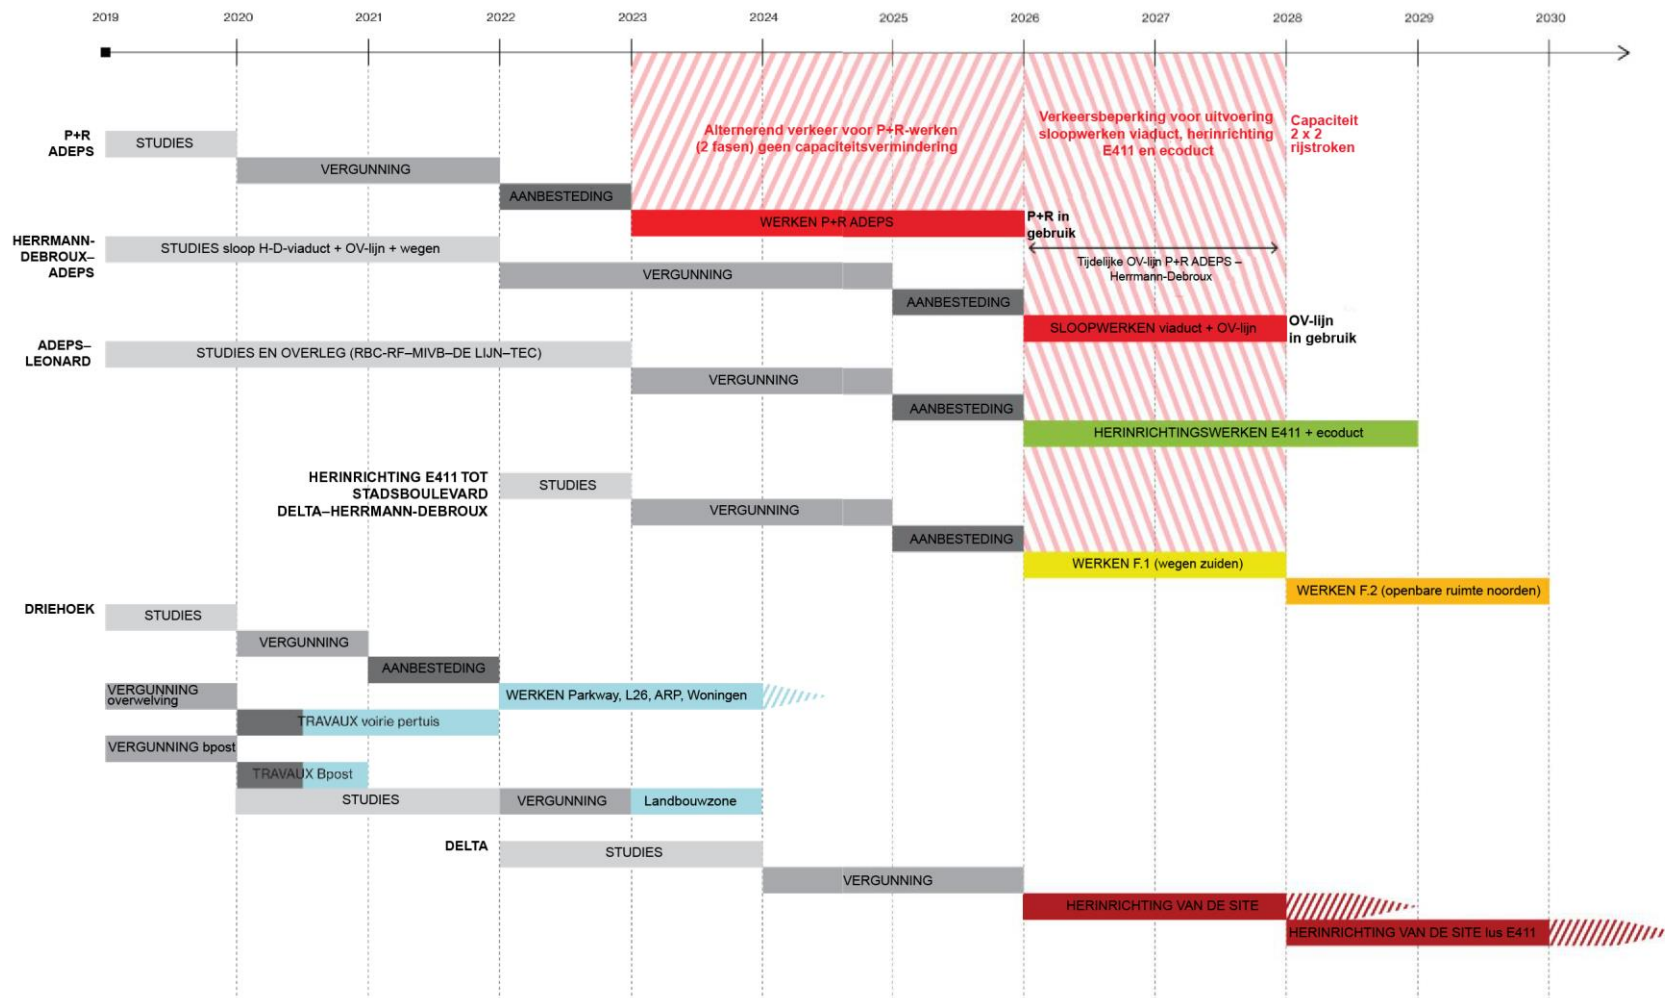 2019 2020 2021 2022 2023 2024 2025 2026 2027 2028 2029 2030
P+R
ADEPS
STUDIES
VERGUNNING
AANBESTEDING
Alternerend verkeer voor P+R-werken
(2 fasen) geen capaciteitsvermindering
Verkeersbeperking voor uitvoering
sloopwerken viaduct, herinrichting
E411 en ecoduct
Capaciteit
2 x 2
rijstroken
WERKEN P+R ADEPS
P+R in
gebruik
HERRMANN-
DEBROUX–
ADEPS
STUDIES sloop H-D-viaduct + OV-lijn + wegen
VERGUNNING
Tijdelijke OV-lijn P+R ADEPS –
Herrmann-Debroux
AANBESTEDING
SLOOPWERKEN viaduct + OV-lijn
OV-lijn
in gebruik
ADEPS–
LEONARD
STUDIES EN OVERLEG (RBC-RF–MIVB–DE LIJN–TEC)
VERGUNNING
AANBESTEDING
HERINRICHTINGSWERKEN E411 + ecoduct
HERINRICHTING E411 TOT
STADSBOULEVARD
DELTA–HERRMANN-DEBROUX
STUDIES
VERGUNNING
AANBESTEDING
WERKEN F.1 (wegen zuiden)
WERKEN F.2 (openbare ruimte noorden)
DRIEHOEK
STUDIES
VERGUNNING
AANBESTEDING
VERGUNNING
overwelving
WERKEN Parkway, L26, ARP, Woningen
TRAVAUX voirie pertuis
VERGUNNING bpost
TRAVAUX Bpost
STUDIES
VERGUNNING
Landbouwzone
DELTA
STUDIES
VERGUNNING
HERINRICHTING VAN DE SITE
HERINRICHTING VAN DE SITE lus E411